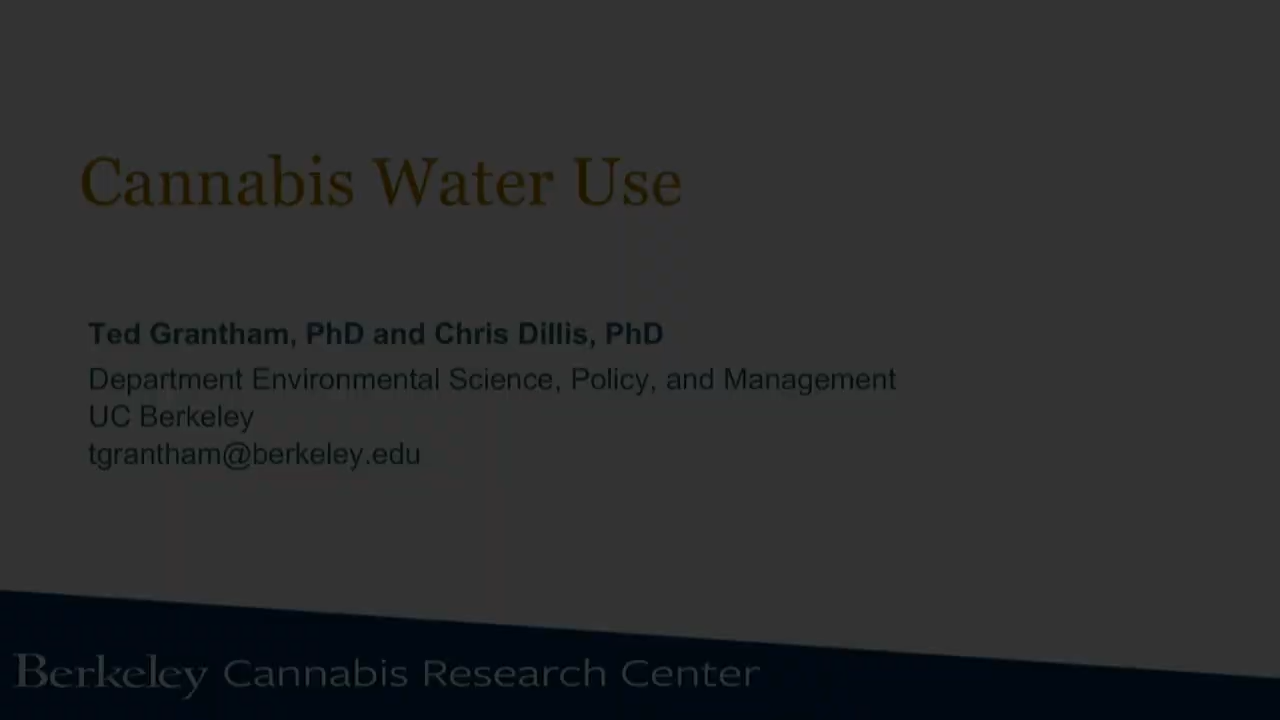 Cannabis Water Use
Ted Grantham, PhD and Chris Dillis, PhD
Department Environmental Science, Policy, and Management
UC Berkeley
tgrantham@berkeley.edu
Berkeley Cannabis Research Center